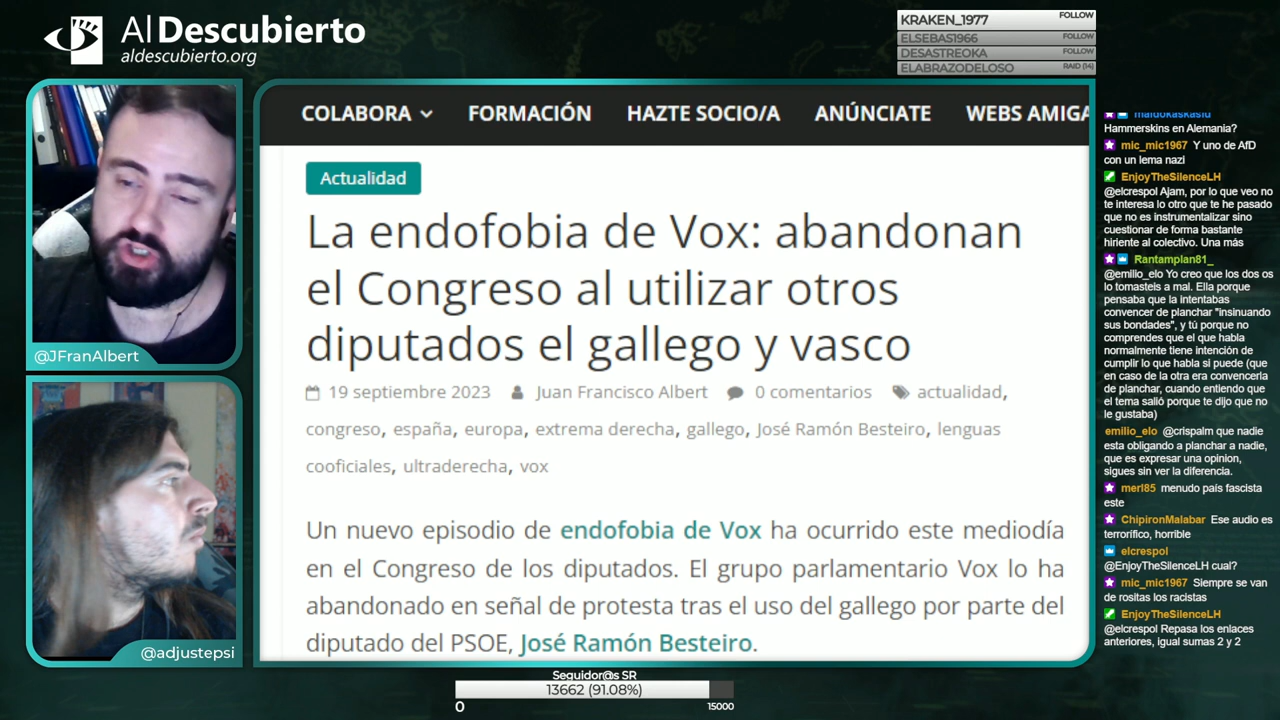 Al Descubierto
aldescubierto.org
KRAKEN_1977 FOLLOW
ELSEBAS1966 FOLLOW
DESASTREOKA FOLLOW
ELABRAZODELOSO RAID (14)
COLABORA FORMACIÓN HAZTE SOCIO/A ANÚNCIATE WEBS AMIGA
Actualidad
La endofobia de Vox: abandonan
el Congreso al utilizar otros
diputados el gallego y vasco
19 septiembre 2023 Juan Francisco Albert 0 comentarios actualidad,
congreso, españa, europa, extrema derecha, gallego, José Ramón Besteiro, lenguas
cooficiales, ultraderecha, vox
Un nuevo episodio de endofobia de Vox ha ocurrido este mediodía
en el Congreso de los diputados. El grupo parlamentario Vox lo ha
abandonado en señal de protesta tras el uso del gallego por parte del
diputado del PSOE, José Ramón Besteiro.
@JFranAlbert
@adjustepsi
Hammerskins en Alemania?
mic_mic1967 Y uno de AfD
con un lema nazi
EnjoyTheSilenceLH
@elcrespol Ajam, por lo que veo no
te interesa lo otro que te he pasado
que no es instrumentalizar sino
cuestionar de forma bastante
hiriente al colectivo. Una más
Rantamplan81_
@emilio_elo Yo creo que los dos os
lo tomasteis a mal. Ella porque
pensaba que la intentabas
convencer de planchar "insinuando
sus bondades", y tú porque no
comprendes que el que habla
normalmente tiene intención de
cumplir lo que habla si puede (que
en caso de la otra era convencerla
de planchar, cuando entiendo que
el tema salió porque te dijo que no
le gustaba)
emilio_elo @crispalm que nadie
esta obligando a planchar a nadie,
que es expresar una opinion,
sigues sin ver la diferencia.
merl85 menudo país fascista
este
ChipironMalabar Ese audio es
terrorífico, horrible
elcrespol
@EnjoyTheSilenceLH cual?
mic_mic1967 Siempre se van
de rositas los racistas
EnjoyTheSilenceLH
@elcrespol Repasa los enlaces
anteriores, igual sumas 2 y 2
Seguidor@s SR
13662 (91.08%)
0 15000